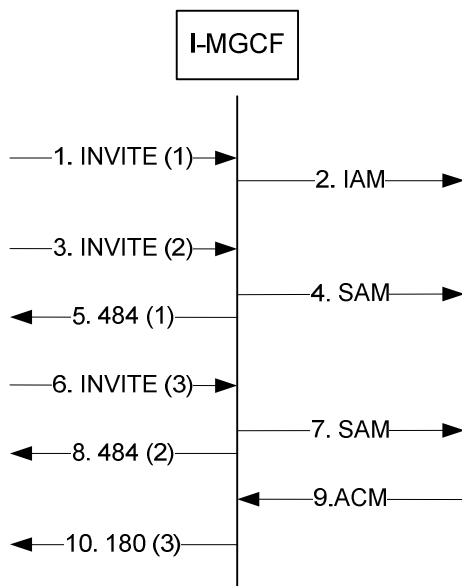 I-MGCF
1. INVITE (1)
2. IAM
3. INVITE (2)
4. SAM
5. 484 (1)
6. INVITE (3)
7. SAM
8. 484 (2)
9.ACM
10. 180 (3)